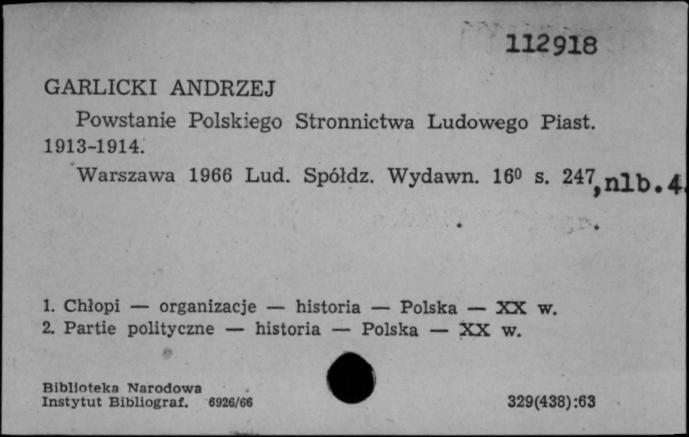 112918
GARLICKI ANDRZEJ
Powstanie Polskiego Stronnictwa Ludowego Piast.
1913-1914.
Warszawa 1966 Lud. Spółdz. Wydawn. 16⁰ s. 247, nlb. 4.
1. Chłopi — organizacje — historia — Polska — XX w.
2. Partie polityczne — historia — Polska — XX w.
Biblioteka Narodowa
Instytut Bibliograf. 6926/66 329(438):63